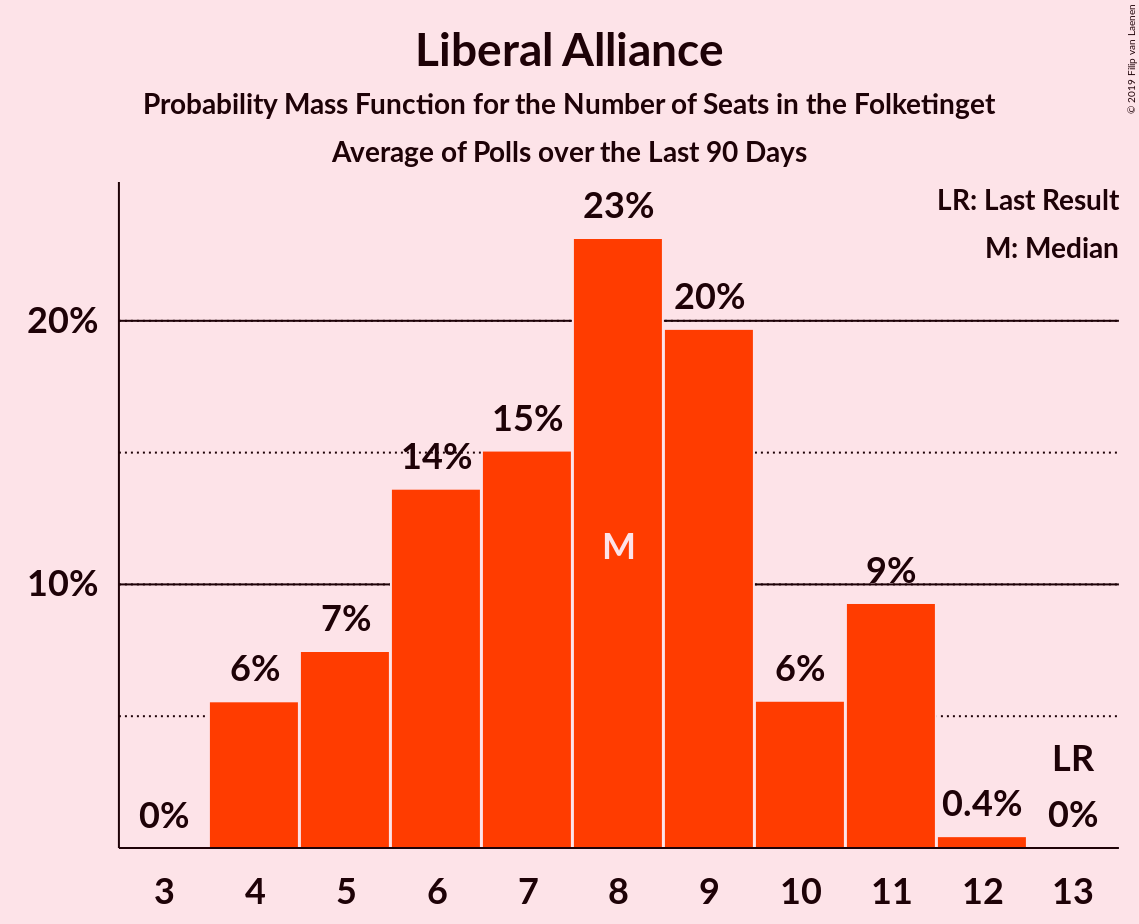 Liberal Alliance
Probability Mass Function for the Number of Seats in the Folketinget
Average of Polls over the Last 90 Days
© 2019 Filip van Laenen
LR: Last Result
M: Median
23%
20%
20%
15%
14%
M
10%
9%
7%
6%
6%
LR
0%
0.4%
0%
3 4 5 6 7 8 9 10 11 12 13